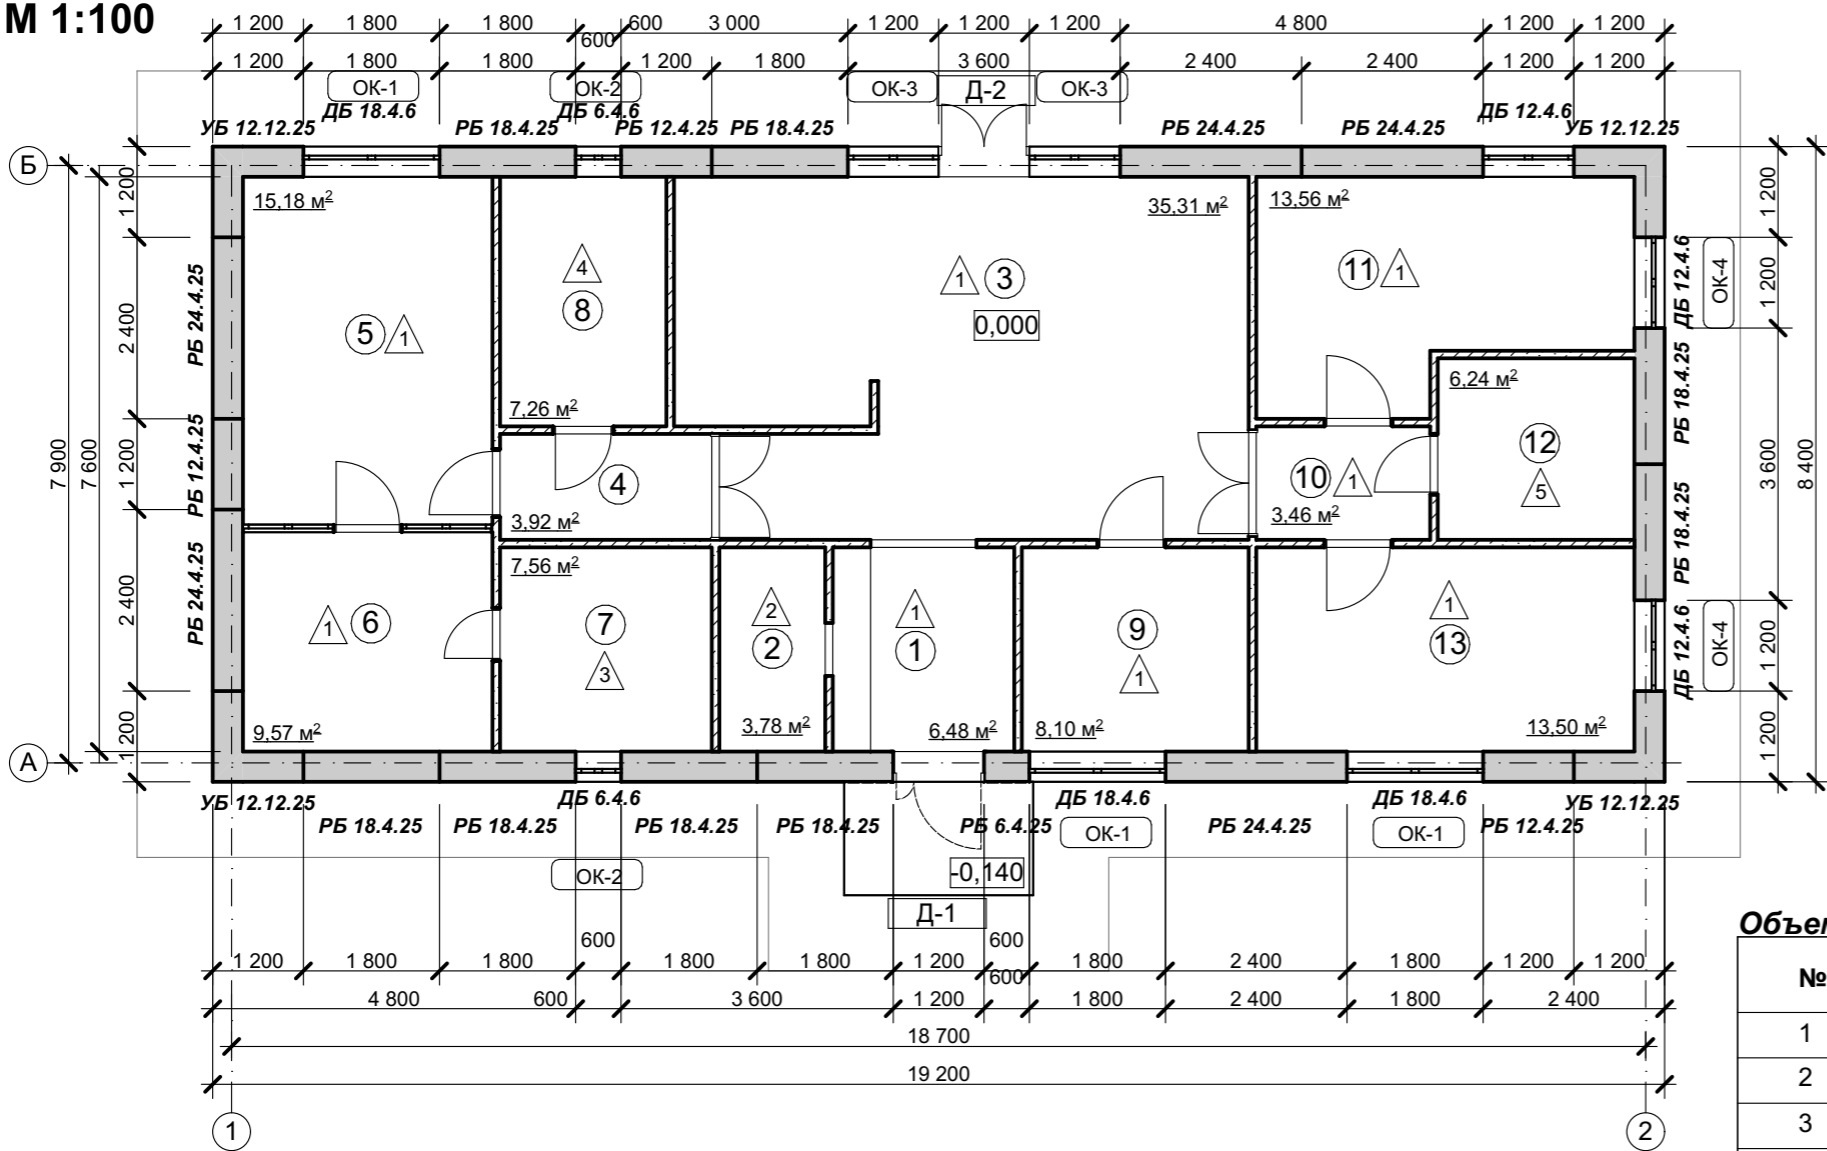 М 1:100
1 200 1 800 1 800 600 600 3 000 1 200 1 200 1 200 4 800 1 200 1 200
1 200 1 800 1 800 1 200 1 800 3 600 2 400 2 400 1 200 1 200
ОК-1 ОК-2 ОК-3 Д-2 ОК-3
ДБ 18.4.6 ДБ 6.4.6 ДБ 12.4.6
УБ 12.12.25 РБ 18.4.25 РБ 12.4.25 РБ 18.4.25 РБ 24.4.25 РБ 24.4.25 УБ 12.12.25
Б
А
7 900
7 600
1 200
2 400
1 200
2 400
1 200
РБ 24.4.25
РБ 12.4.25
РБ 24.4.25
15,18 м²
5 1
4
8
7,26 м²
35,31 м²
1 3
0,000
13,56 м²
11 1
6,24 м²
12
5
10 1
3,46 м²
4
3,92 м²
7,56 м²
7
3
1 6
9,57 м²
2
2
3,78 м²
1
1
6,48 м²
9
1
8,10 м²
1
13
13,50 м²
ДБ 12.4.6
ОК-4
РБ 18.4.25
РБ 18.4.25
ДБ 12.4.6
ОК-4
1 200
1 200
3 600
1 200
1 200
8 400
УБ 12.12.25 ДБ 6.4.6 ДБ 18.4.6 ДБ 18.4.6 УБ 12.12.25
РБ 18.4.25 РБ 18.4.25 РБ 18.4.25 РБ 18.4.25 РБ 6.4.25 РБ 24.4.25 РБ 12.4.25
ОК-1 ОК-1
ОК-2
-0,140
Д-1
1 200 1 800 1 800 600 1 800 1 800 1 200 600 1 800 2 400 1 800 1 200 1 200
4 800 600 3 600 1 200 600 1 800 2 400 1 800 2 400
18 700
19 200
1 2
Объем
№
1
2
3